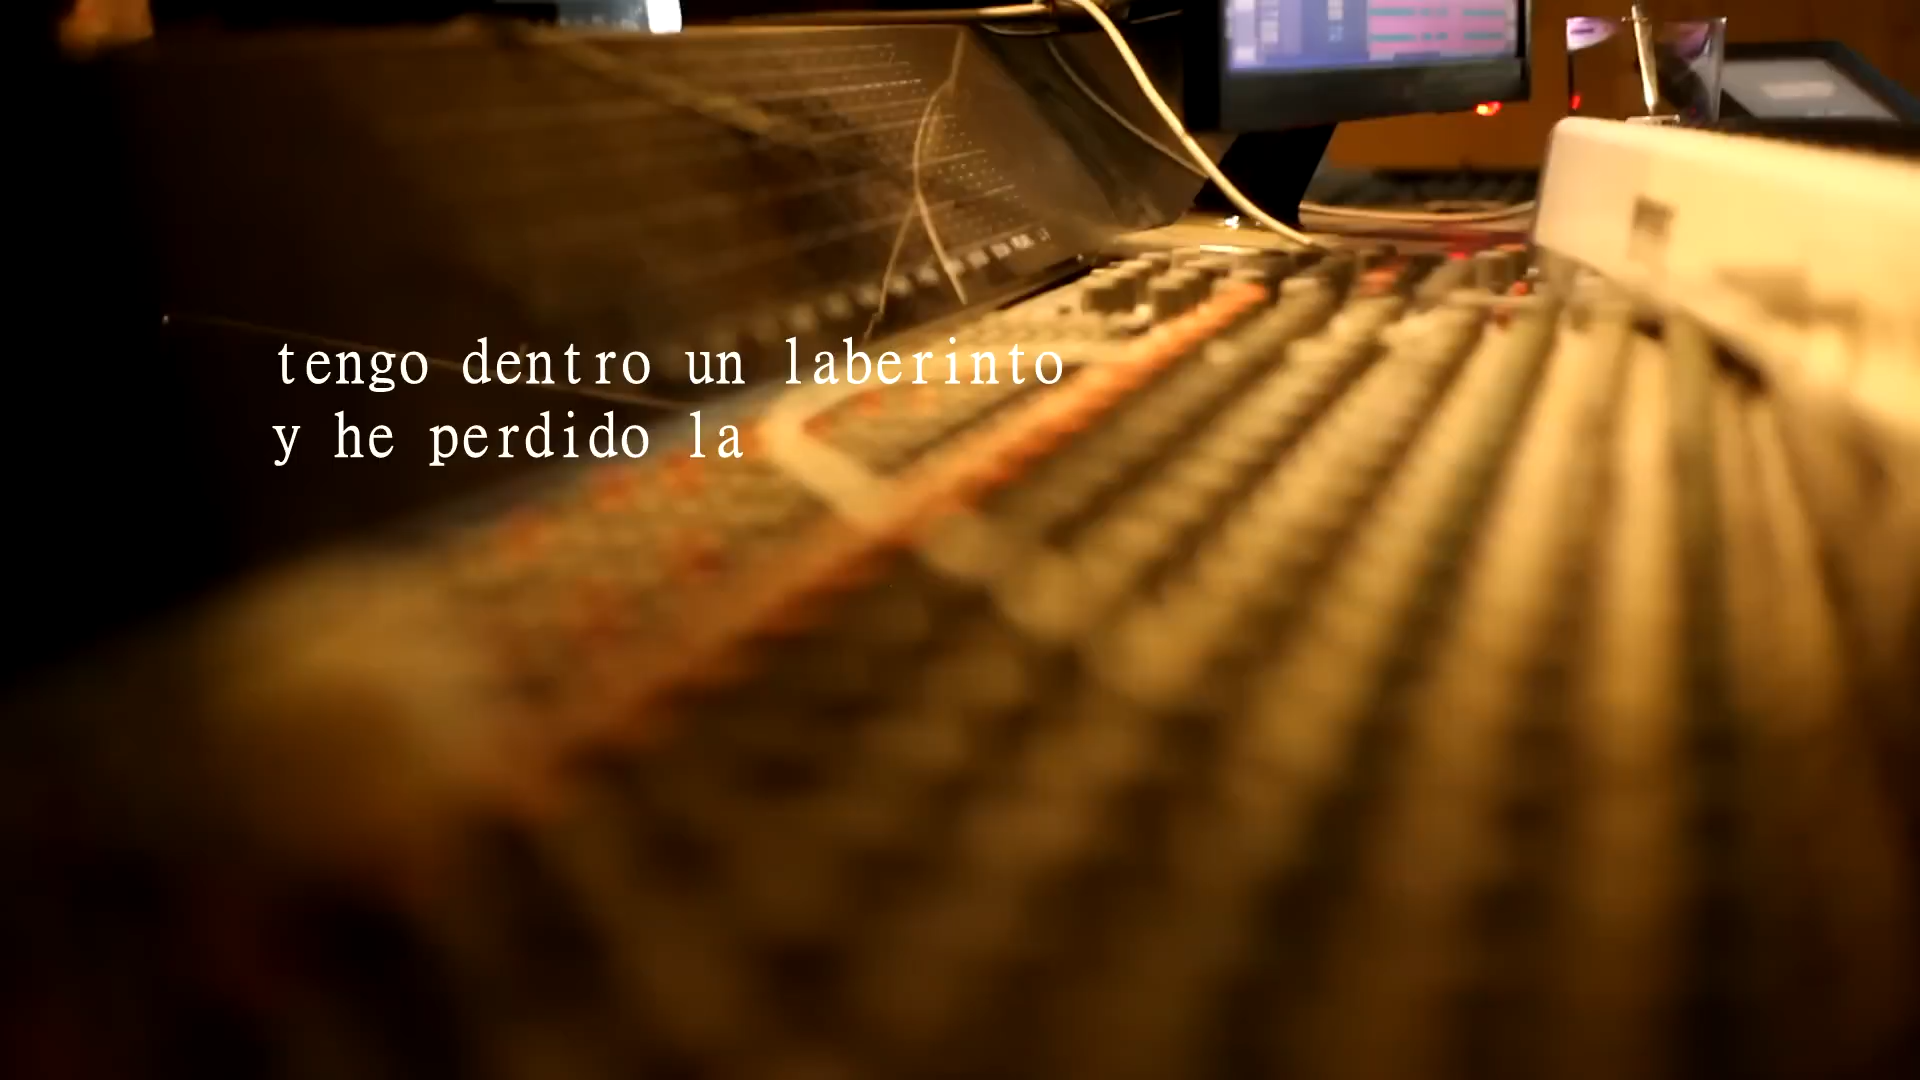 tengo dentro un laberinto
y he perdido la